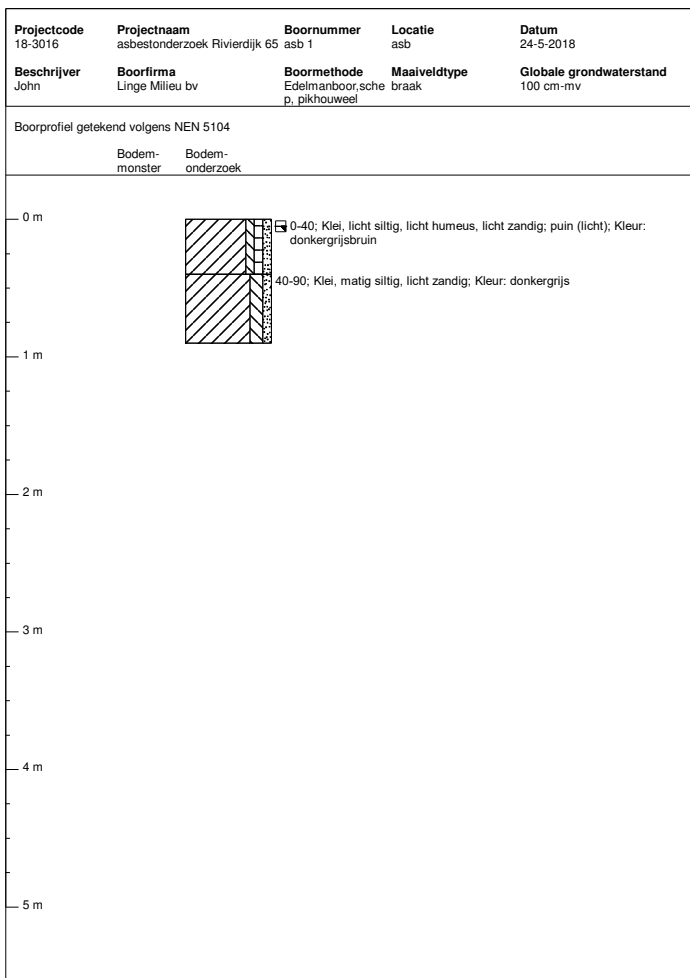 Projectcode Projectnaam Boornummer Locatie Datum
18-3016 asbestonderzoek Rivierdijk 65 asb 1 asb 24-5-2018
Beschrijver Boorfirma Boormethode Maaiveldtype Globale grondwaterstand
John Linge Milieu bv Edelmanboor,sche braak 100 cm-mv
p, pikhouweel
Boorprofiel getekend volgens NEN 5104
Bodem- Bodem-
monster onderzoek
0 m
0-40; Klei, licht siltig, licht humeus, licht zandig; puin (licht); Kleur:
donkergrijsbruin
40-90; Klei, matig siltig, licht zandig; Kleur: donkergrijs
1 m
2 m
3 m
4 m
5 m